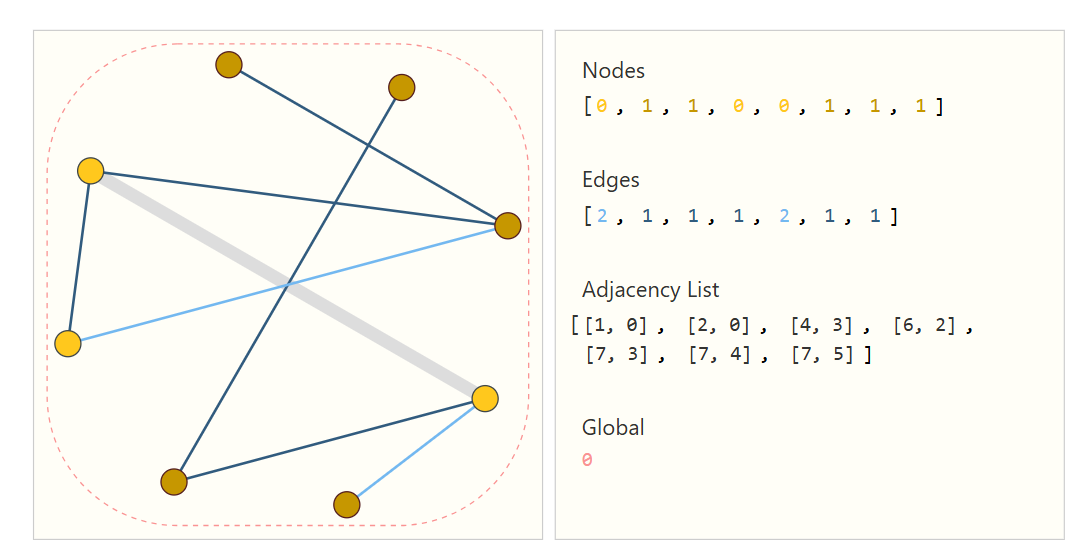 Nodes
[0, 1, 1, 0, 0, 1, 1, 1]
Edges
[2, 1, 1, 1, 2, 1, 1]
Adjacency List
[[1, 0], [2, 0], [4, 3], [6, 2],
[7, 3], [7, 4], [7, 5]]
Global
0